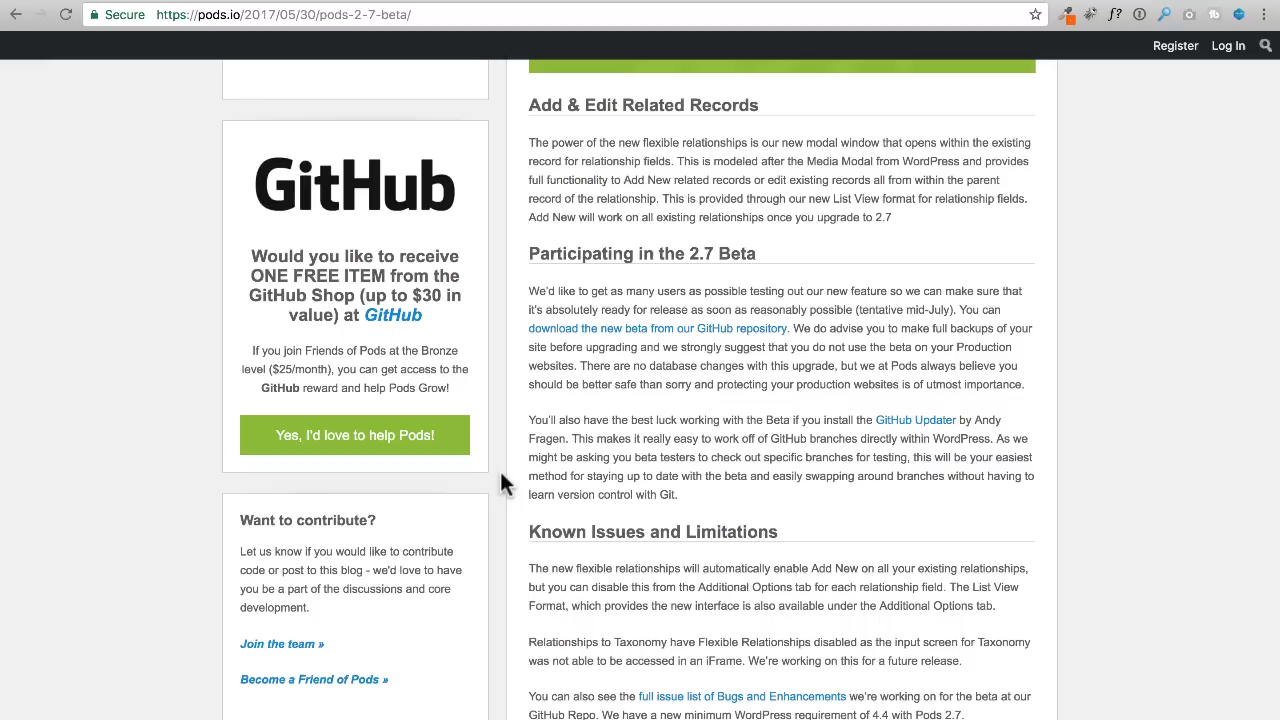 Secure
https://pods.io/2017/05/30/pods-2-7-beta/
Register
Log In
GitHub
Would you like to receive
ONE FREE ITEM from the
GitHub Shop (up to $30 in
value) at GitHub
If you join Friends of Pods at the Bronze
level ($25/month), you can get access to the
GitHub reward and help Pods Grow!
Yes, I'd love to help Pods!
Want to contribute?
Let us know if you would like to contribute
code or post to this blog - we'd love to have
you be a part of the discussions and core
development.
Join the team »
Become a Friend of Pods »
Add & Edit Related Records
The power of the new flexible relationships is our new modal window that opens within the existing
record for relationship fields. This is modeled after the Media Modal from WordPress and provides
full functionality to Add New related records or edit existing records all from within the parent
record of the relationship. This is provided through our new List View format for relationship fields.
Add New will work on all existing relationships once you upgrade to 2.7
Participating in the 2.7 Beta
We'd like to get as many users as possible testing out our new feature so we can make sure that
it's absolutely ready for release as soon as reasonably possible (tentative mid-July). You can
download the new beta from our GitHub repository. We do advise you to make full backups of your
site before upgrading and we strongly suggest that you do not use the beta on your Production
websites. There are no database changes with this upgrade, but we at Pods always believe you
should be better safe than sorry and protecting your production websites is of utmost importance.
You'll also have the best luck working with the Beta if you install the GitHub Updater by Andy
Fragen. This makes it really easy to work off of GitHub branches directly within WordPress. As we
might be asking you beta testers to check out specific branches for testing, this will be your easiest
method for staying up to date with the beta and easily swapping around branches without having to
learn version control with Git.
Known Issues and Limitations
The new flexible relationships will automatically enable Add New on all your existing relationships,
but you can disable this from the Additional Options tab for each relationship field. The List View
Format, which provides the new interface is also available under the Additional Options tab.
Relationships to Taxonomy have Flexible Relationships disabled as the input screen for Taxonomy
was not able to be accessed in an iFrame. We're working on this for a future release.
You can also see the full issue list of Bugs and Enhancements we're working on for the beta at our
GitHub Repo. We have a new minimum WordPress requirement of 4.4 with Pods 2.7.